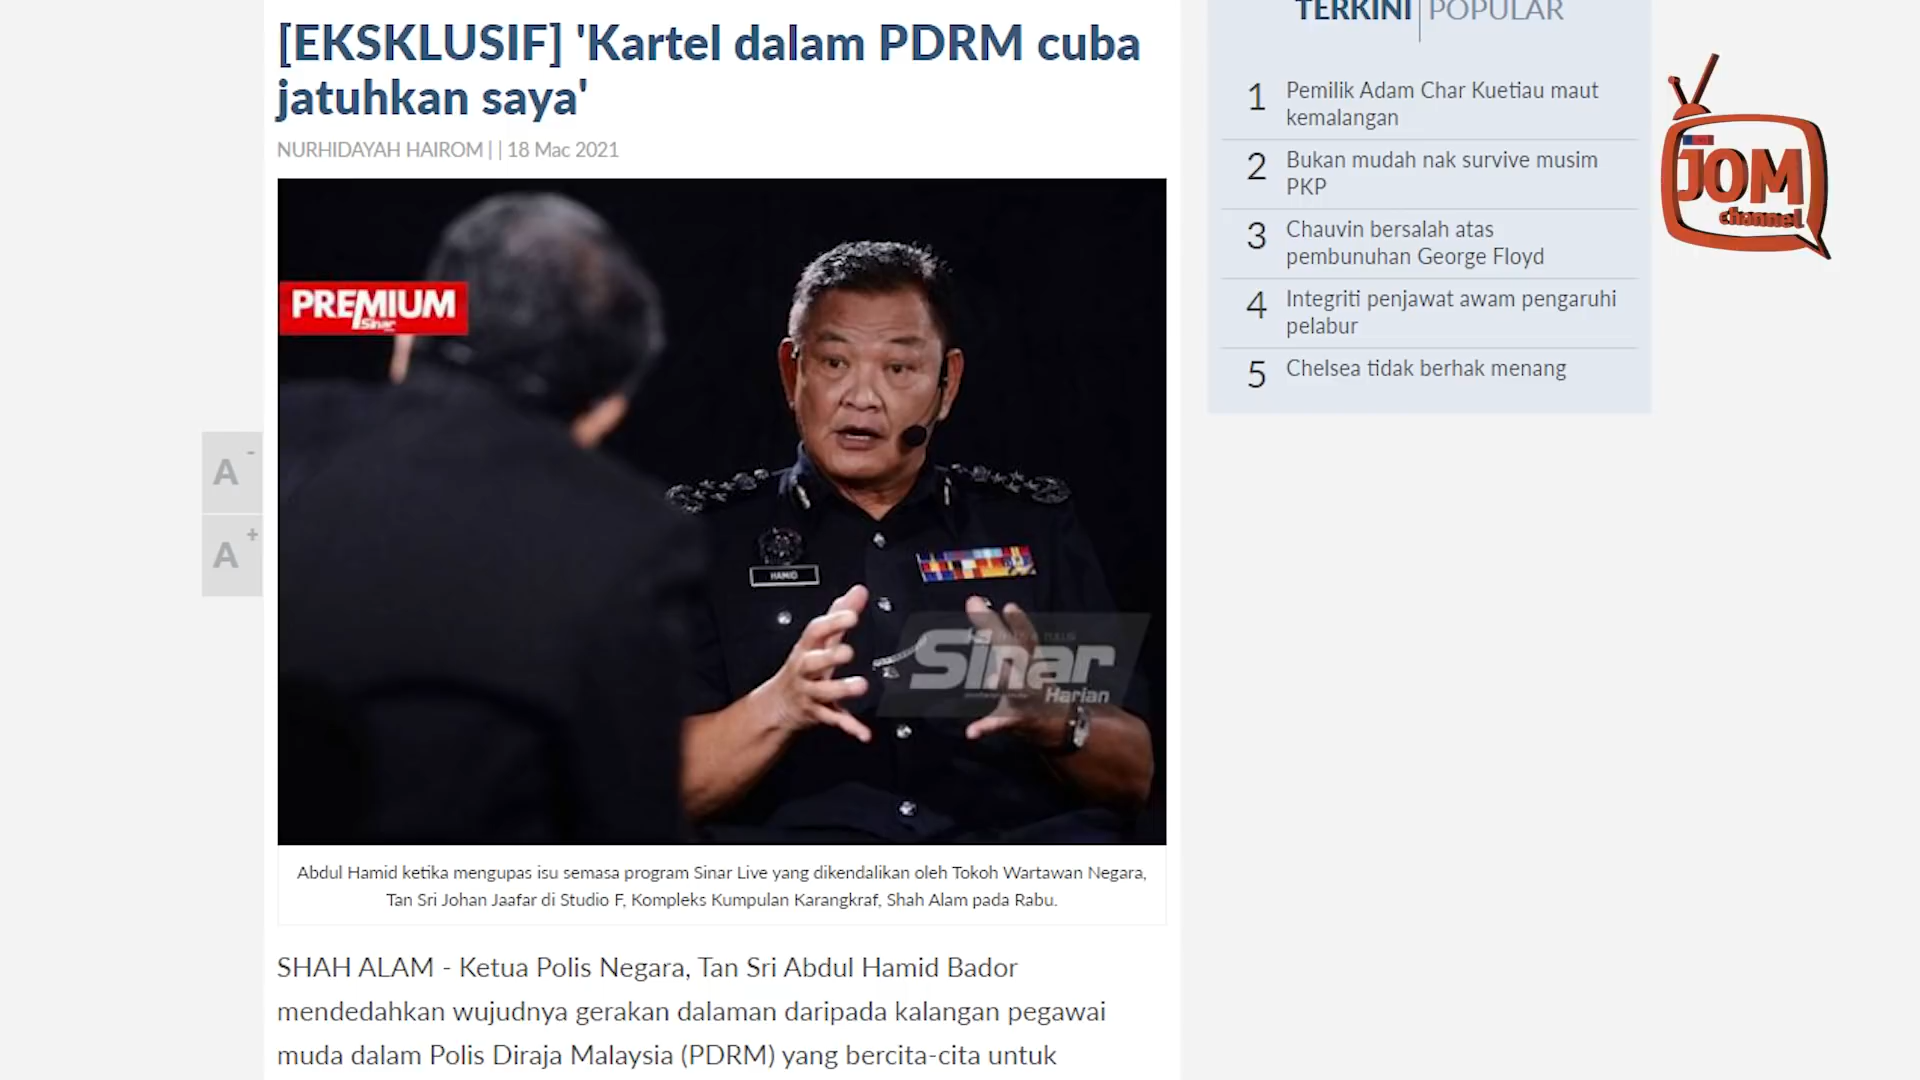 [EKSKLUSIF] 'Kartel dalam PDRM cuba
jatuhkan saya'
NURHIDAYAH HAIROM | | 18 Mac 2021
PREMIUM
Sinar
HAMID
Sinar
Harian
Abdul Hamid ketika mengupas isu semasa program Sinar Live yang dikendalikan oleh Tokoh Wartawan Negara,
Tan Sri Johan Jaafar di Studio F, Kompleks Kumpulan Karangkraf, Shah Alam pada Rabu.
SHAH ALAM - Ketua Polis Negara, Tan Sri Abdul Hamid Bador
mendedahkan wujudnya gerakan dalaman daripada kalangan pegawai
muda dalam Polis Diraja Malaysia (PDRM) yang bercita-cita untuk
A -
A +
TERKINI POPULAR
1 Pemilik Adam Char Kuetiau maut
kemalangan
2 Bukan mudah nak survive musim
PKP
3 Chauvin bersalah atas
pembunuhan George Floyd
4 Integriti penjawat awam pengaruhi
pelabur
5 Chelsea tidak berhak menang
JOM
channel